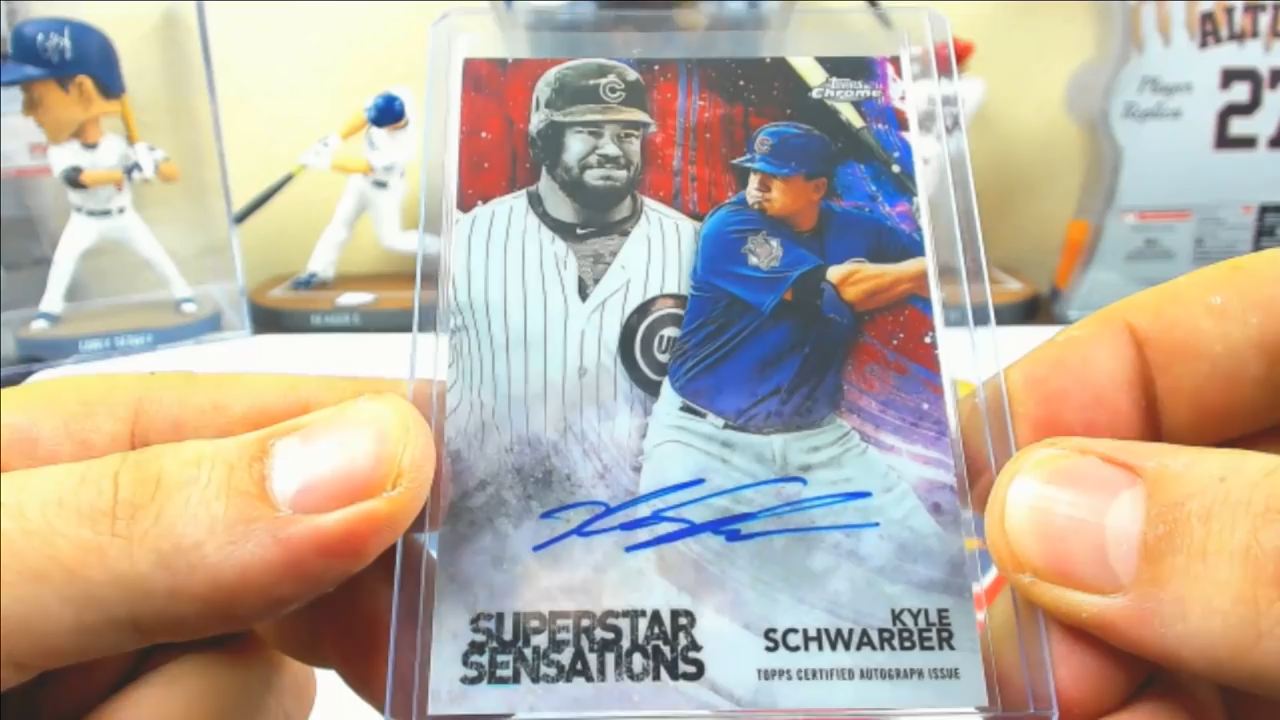 ALTU
Player
Replica
27
Topps
Chrome
C
SUPERSTAR
SENSATIONS
KYLE
SCHWARBER
TOPPS CERTIFIED AUTOGRAPH ISSUE